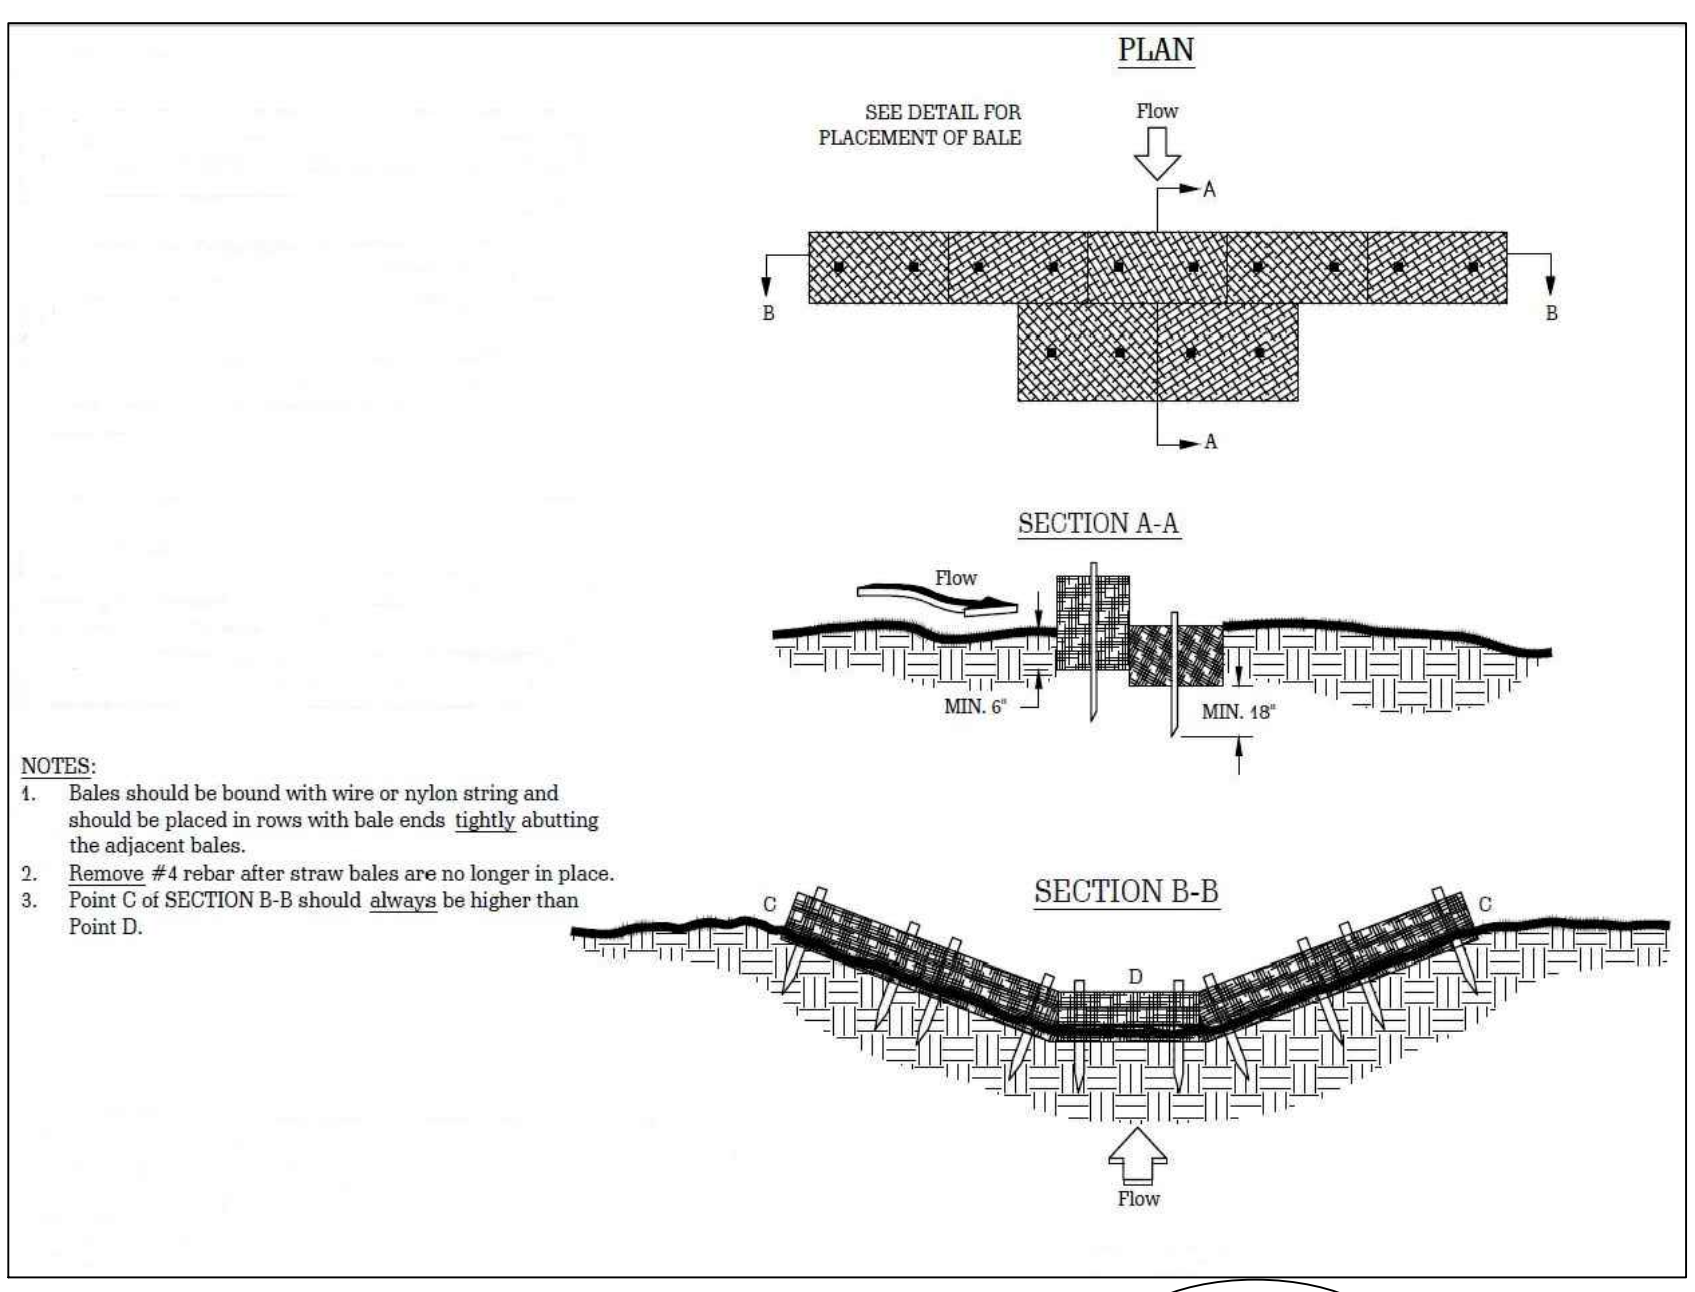 PLAN
SEE DETAIL FOR
PLACEMENT OF BALE
Flow
A
B
B
A
SECTION A-A
Flow
MIN. 6"
MIN. 18"
NOTES:
1. Bales should be bound with wire or nylon string and
should be placed in rows with bale ends tightly abutting
the adjacent bales.
2. Remove #4 rebar after straw bales are no longer in place.
3. Point C of SECTION B-B should always be higher than
Point D.
SECTION B-B
C
C
D
Flow